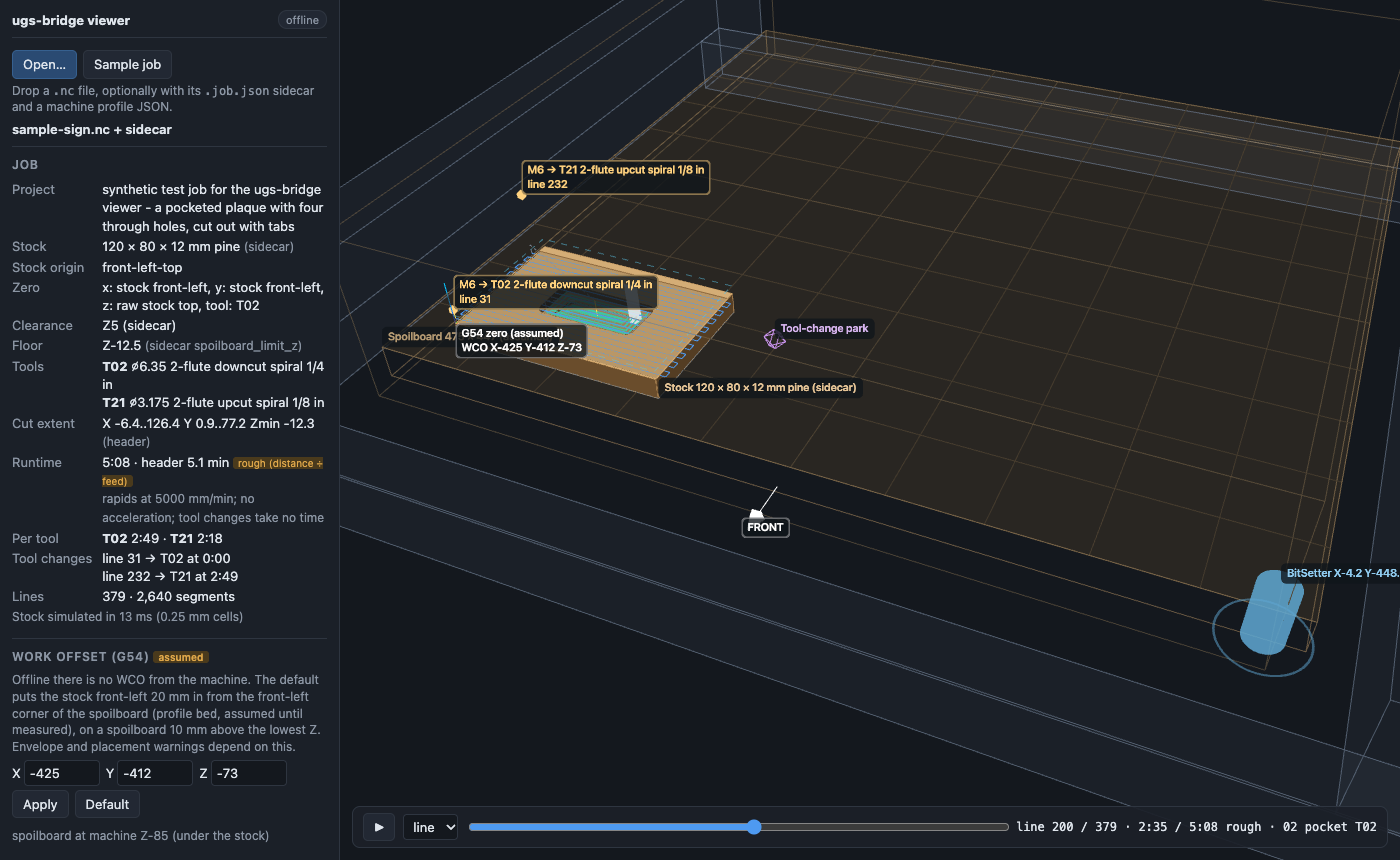 ugs-bridge viewer
offline
Open...
Sample job
Drop a .nc file, optionally with its .job.json sidecar
and a machine profile JSON.
sample-sign.nc + sidecar
JOB
Project synthetic test job for the ugs-bridge
viewer - a pocketed plaque with four
through holes, cut out with tabs
Stock 120 × 80 × 12 mm pine (sidecar)
Stock origin front-left-top
Zero x: stock front-left, y: stock front-left,
z: raw stock top, tool: T02
Clearance Z5 (sidecar)
Floor Z-12.5 (sidecar spoilboard_limit_z)
Tools T02 ⌀6.35 2-flute downcut spiral 1/4
in
T21 ⌀3.175 2-flute upcut spiral 1/8 in
Cut extent X -6.4..126.4 Y 0.9..77.2 Zmin -12.3
(header)
Runtime 5:08 · header 5.1 min rough (distance ÷
feed)
rapids at 5000 mm/min; no
acceleration; tool changes take no time
Per tool T02 2:49 · T21 2:18
Tool changes line 31 → T02 at 0:00
line 232 → T21 at 2:49
Lines 379 · 2,640 segments
Stock simulated in 13 ms (0.25 mm cells)
WORK OFFSET (G54) assumed
Offline there is no WCO from the machine. The default
puts the stock front-left 20 mm in from the front-left
corner of the spoilboard (profile bed, assumed until
measured), on a spoilboard 10 mm above the lowest Z.
Envelope and placement warnings depend on this.
X -425 Y -412 Z -73
Apply
Default
spoilboard at machine Z-85 (under the stock)
M6 → T21 2-flute upcut spiral 1/8 in
line 232
M6 → T02 2-flute downcut spiral 1/4 in
line 31
Spoilboard 47
G54 zero (assumed)
WCO X-425 Y-412 Z-73
Tool-change park
Stock 120 × 80 × 12 mm pine (sidecar)
FRONT
BitSetter X-4.2 Y-448.
line
line 200 / 379 · 2:35 / 5:08 rough · 02 pocket T02